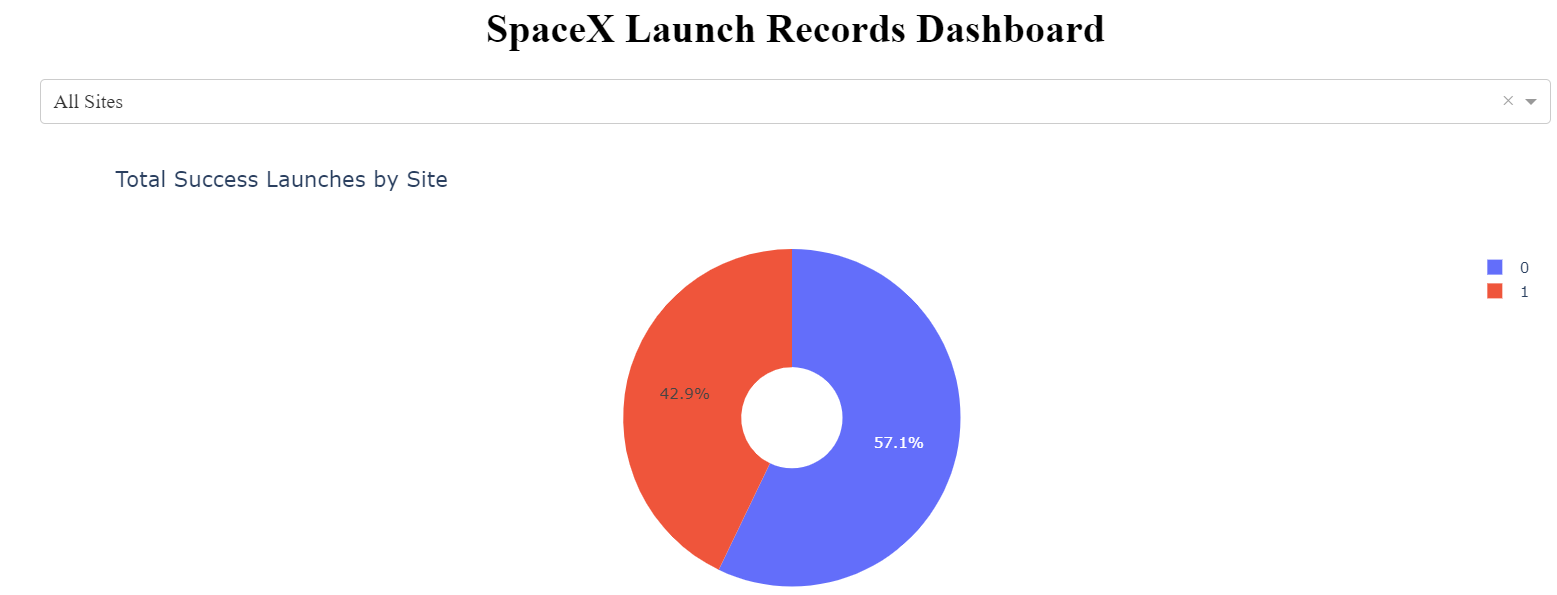 SpaceX Launch Records Dashboard
All Sites ×
Total Success Launches by Site
0
1
42.9%
57.1%